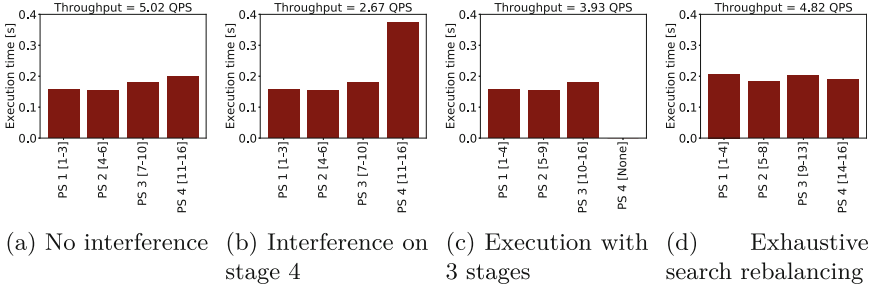 Throughput = 5.02 QPS
Execution time [s]
0.4
0.3
0.2
0.1
0.0
PS 1 [1-3]
PS 2 [4-6]
PS 3 [7-10]
PS 4 [11-16]
(a) No interference
Throughput = 2.67 QPS
Execution time [s]
0.4
0.3
0.2
0.1
0.0
PS 1 [1-3]
PS 2 [4-6]
PS 3 [7-10]
PS 4 [11-16]
(b) Interference on
stage 4
Throughput = 3.93 QPS
Execution time [s]
0.4
0.3
0.2
0.1
0.0
PS 1 [1-4]
PS 2 [5-9]
PS 3 [10-16]
PS 4 [None]
(c) Execution with
3 stages
Throughput = 4.82 QPS
Execution time [s]
0.4
0.3
0.2
0.1
0.0
PS 1 [1-4]
PS 2 [5-8]
PS 3 [9-13]
PS 4 [14-16]
(d) Exhaustive
search rebalancing